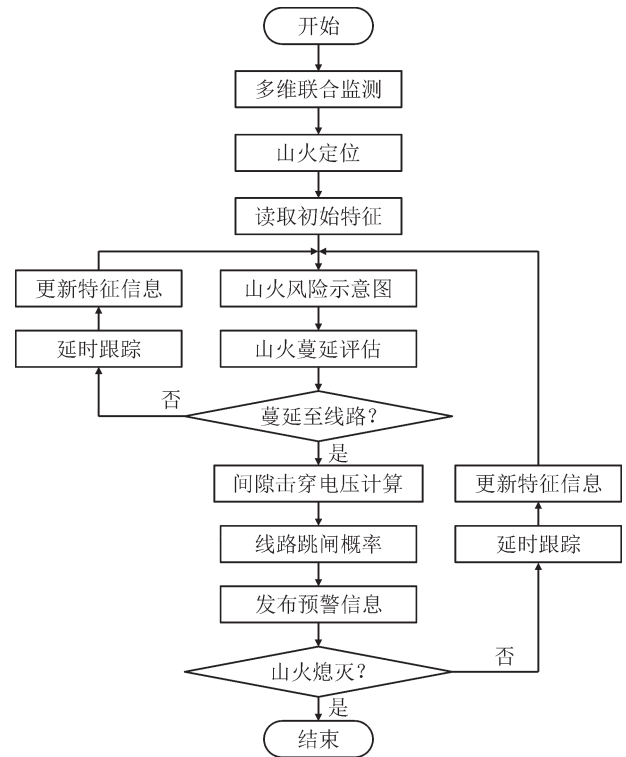 开始
多维联合监测
山火定位
读取初始特征
更新特征信息
山火风险示意图
延时跟踪
山火蔓延评估
否
蔓延至线路?
是
间隙击穿电压计算
更新特征信息
线路跳闸概率
延时跟踪
发布预警信息
山火熄灭?
否
是
结束